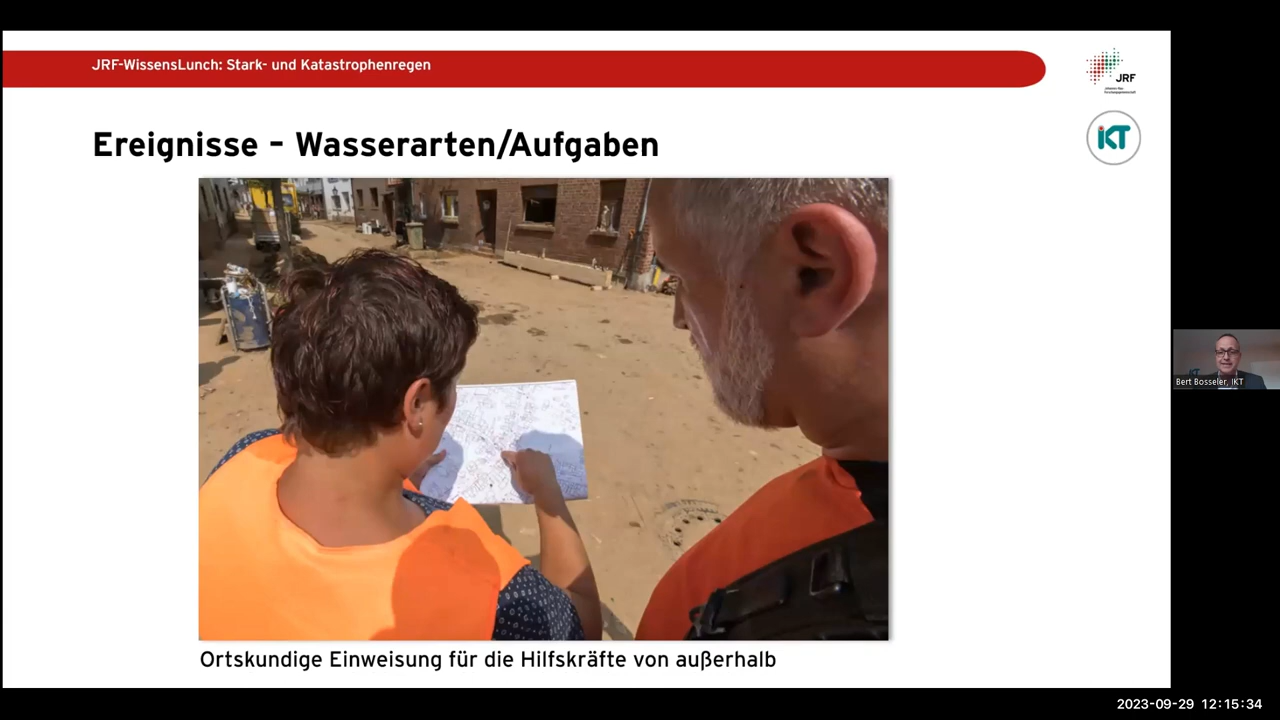 JRF-WissensLunch: Stark- und Katastrophenregen
JRF
Ereignisse – Wasserarten/Aufgaben
iKT
Bert Bosseler, IKT
Ortskundige Einweisung für die Hilfskräfte von außerhalb
2023-09-29 12:15:34